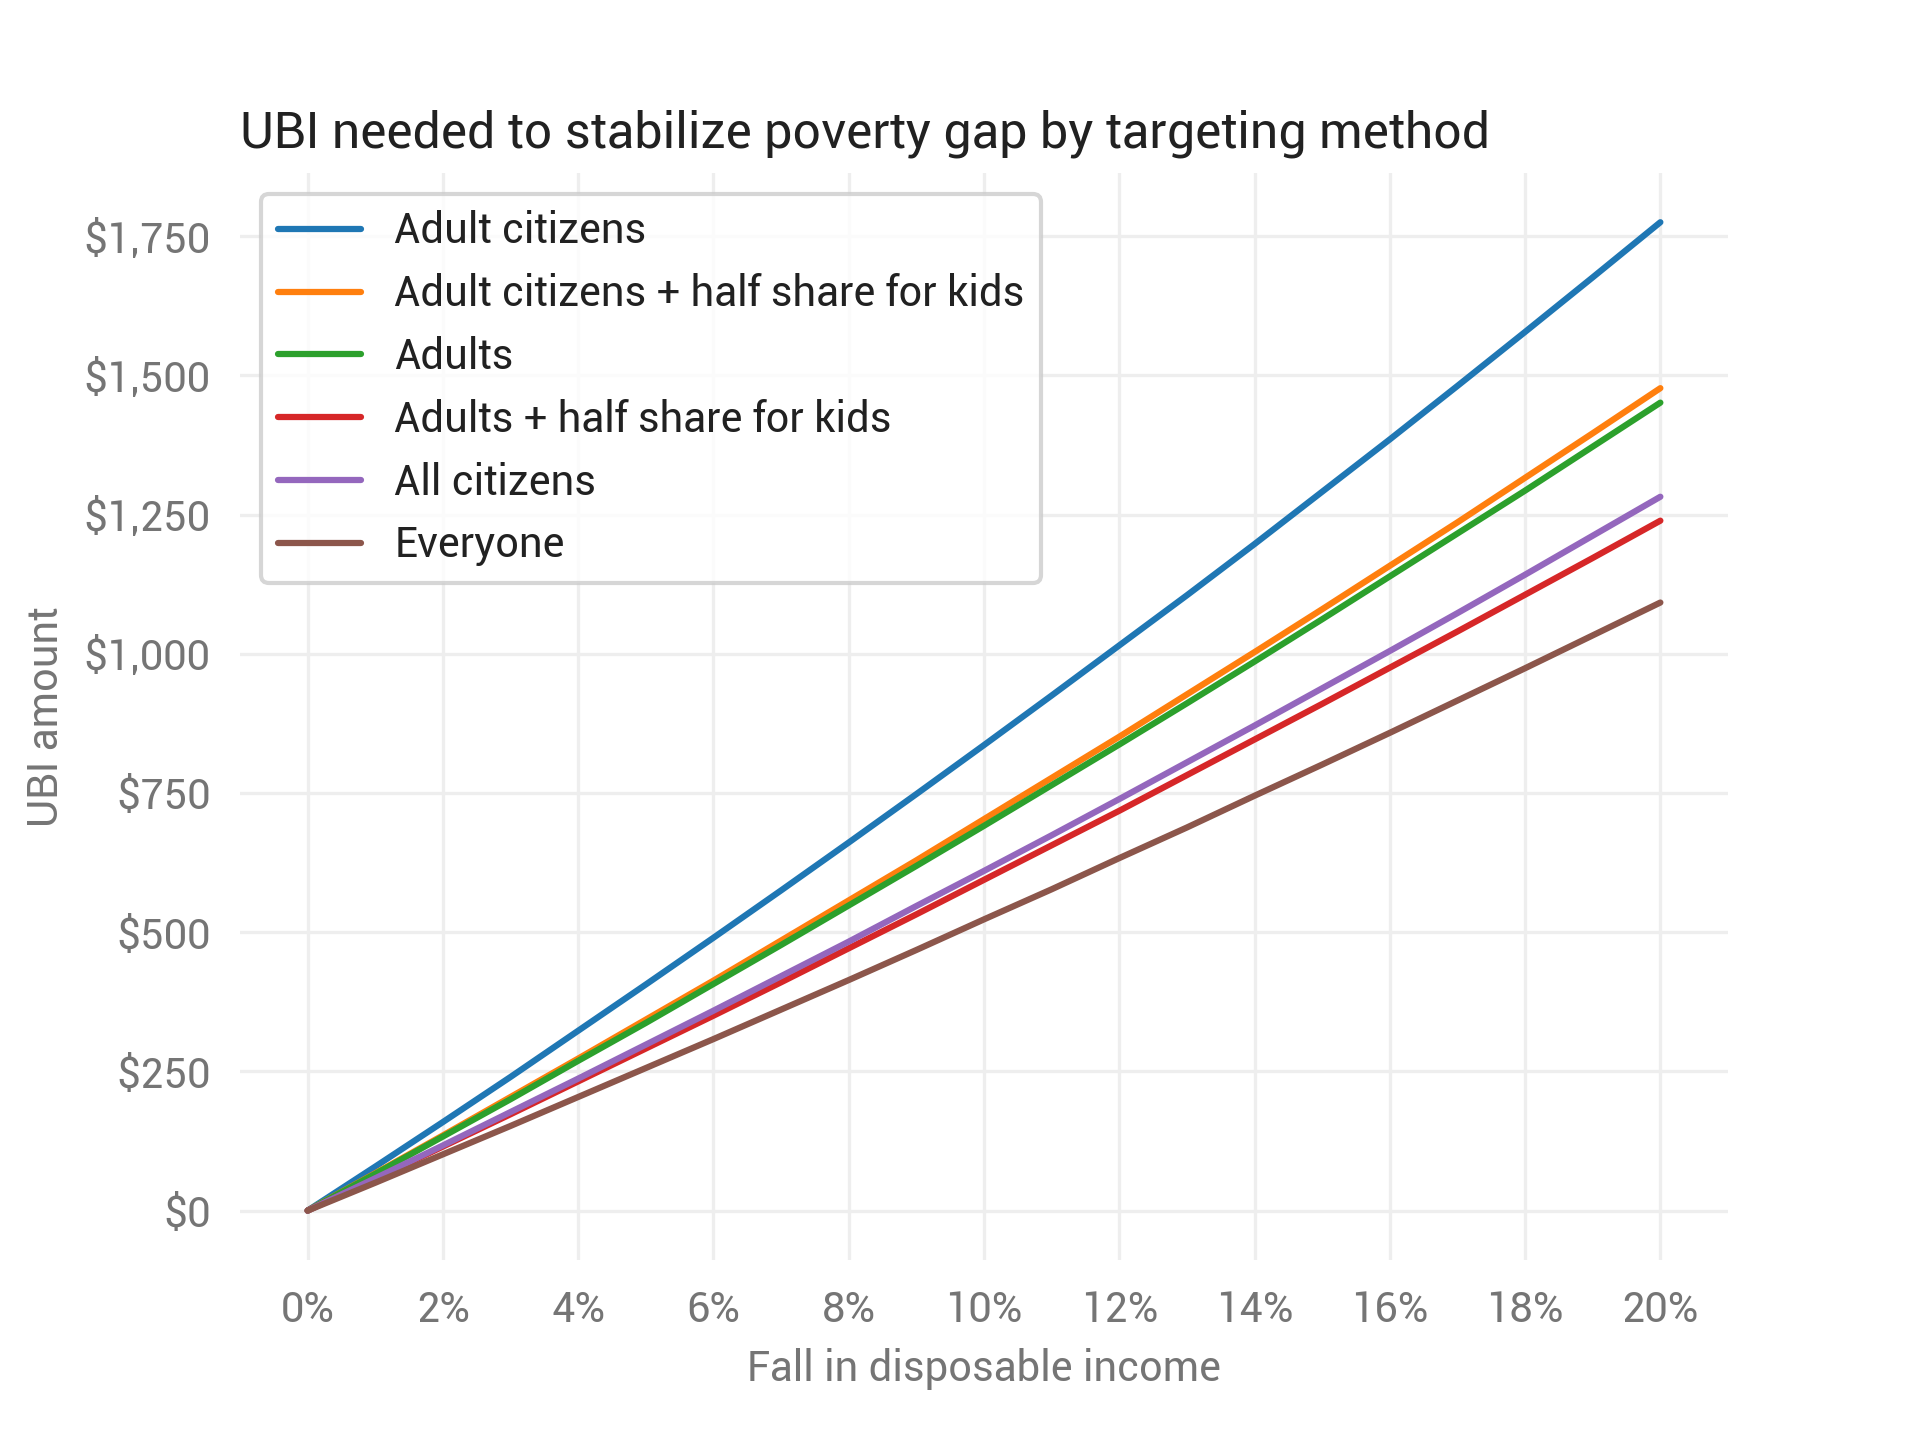 UBI needed to stabilize poverty gap by targeting method
Adult citizens
Adult citizens + half share for kids
Adults
Adults + half share for kids
All citizens
Everyone
UBI amount
$1,750
$1,500
$1,250
$1,000
$750
$500
$250
$0
0% 2% 4% 6% 8% 10% 12% 14% 16% 18% 20%
Fall in disposable income